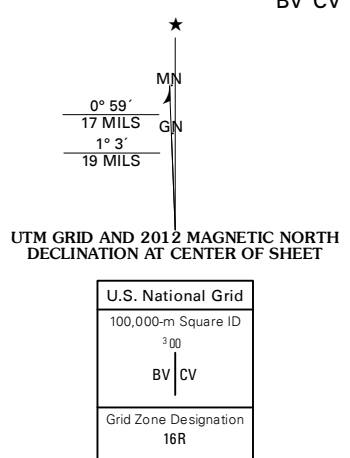 BV CV
★
MN
0° 59´
17 MILS
GN
1° 3´
19 MILS
UTM GRID AND 2012 MAGNETIC NORTH
DECLINATION AT CENTER OF SHEET
U.S. National Grid
100,000-m Square ID
³00
BV CV
Grid Zone Designation
16R